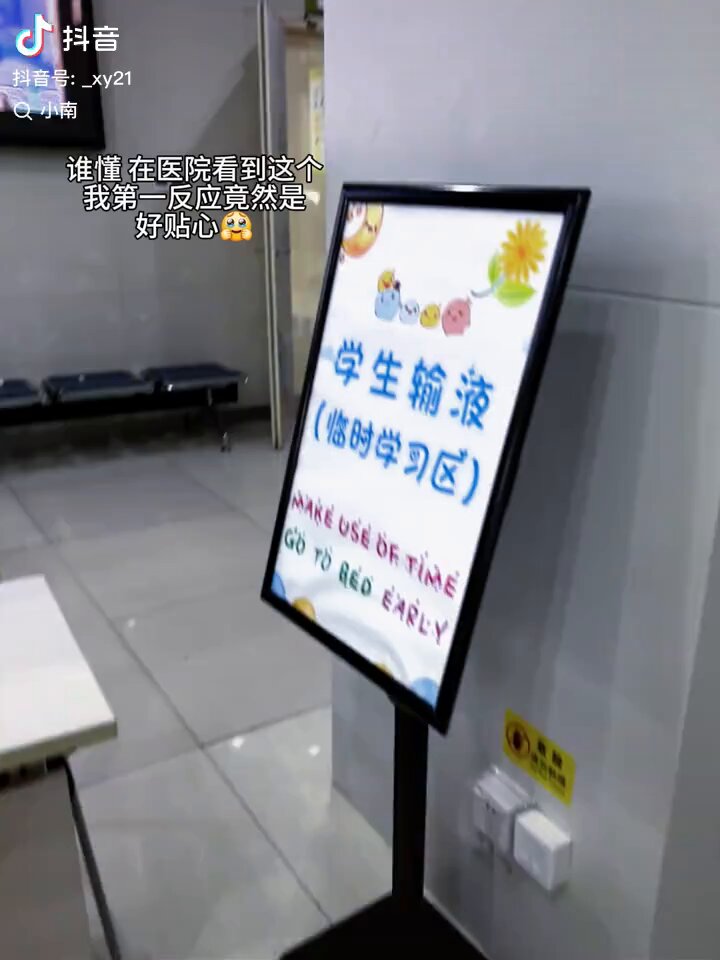 抖音
抖音号: _xy21
小南
谁懂 在医院看到这个
我第一反应竟然是
好贴心🥹
学生输液
(临时学习区)
MAKE USE OF TIME
GO TO BED EARLY